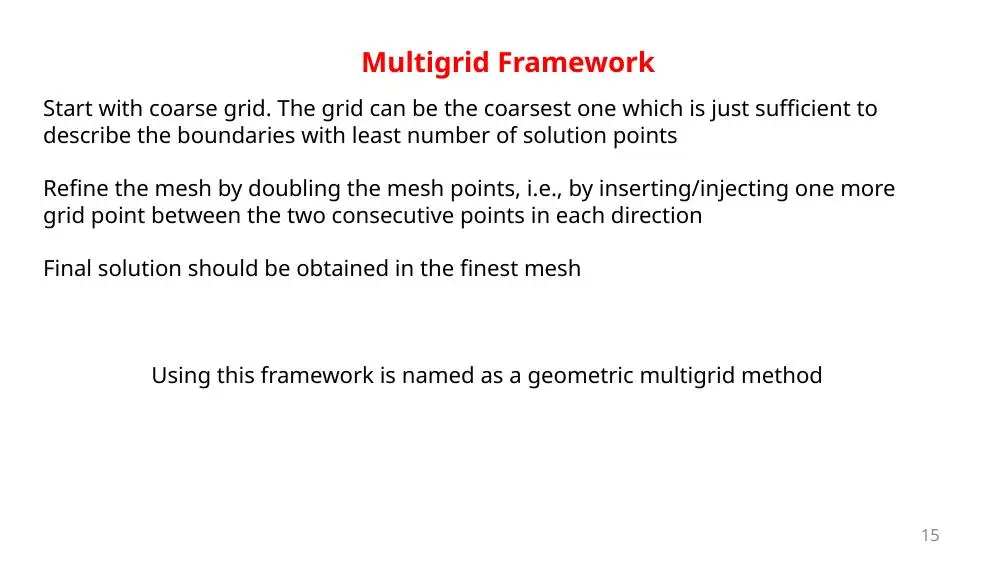 Multigrid Framework
Start with coarse grid. The grid can be the coarsest one which is just sufficient to
describe the boundaries with least number of solution points
Refine the mesh by doubling the mesh points, i.e., by inserting/injecting one more
grid point between the two consecutive points in each direction
Final solution should be obtained in the finest mesh
Using this framework is named as a geometric multigrid method
15